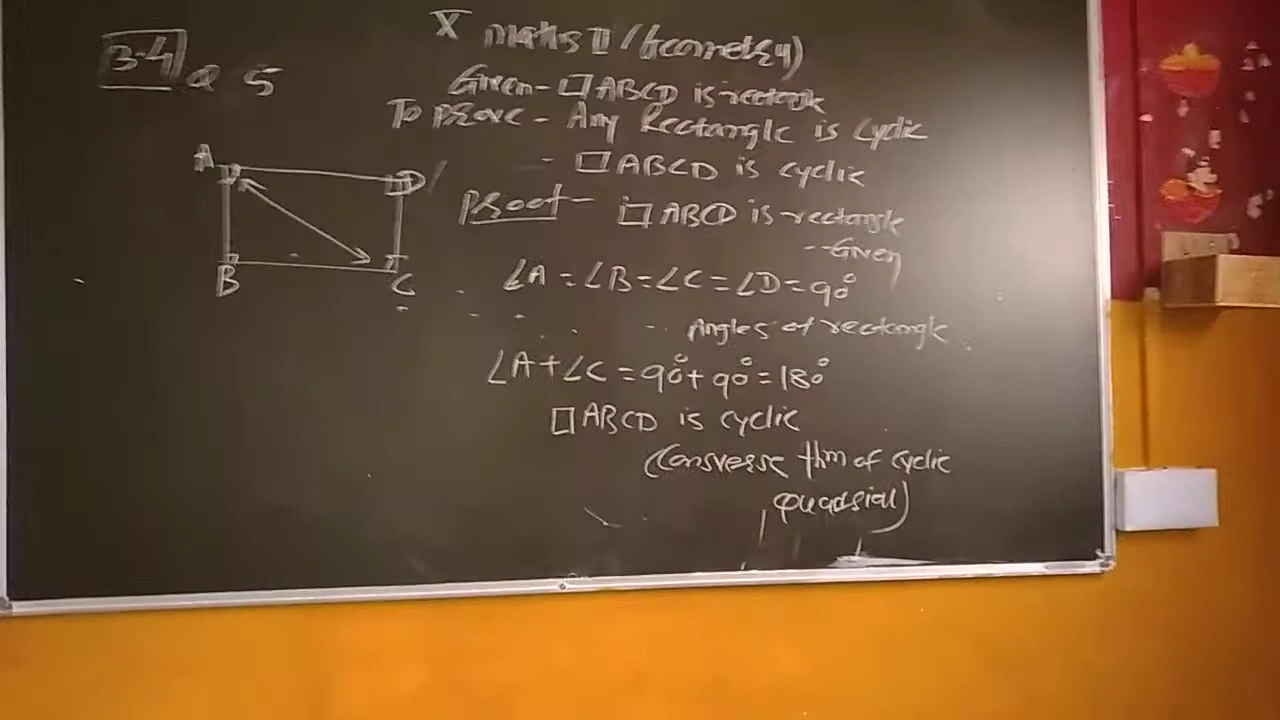 X maths II (Geometry)
3.4 Q 5
Given - □ABCD is rectangle
To Prove - Any Rectangle is cyclic
- □ABCD is cyclic
Proof - □ABCD is rectangle
-- Given
∠A = ∠B = ∠C = ∠D = 90°
-- Angles of rectangle
∠A + ∠C = 90° + 90° = 180°
□ABCD is cyclic
(Converse thm of cyclic
A
D
B
C